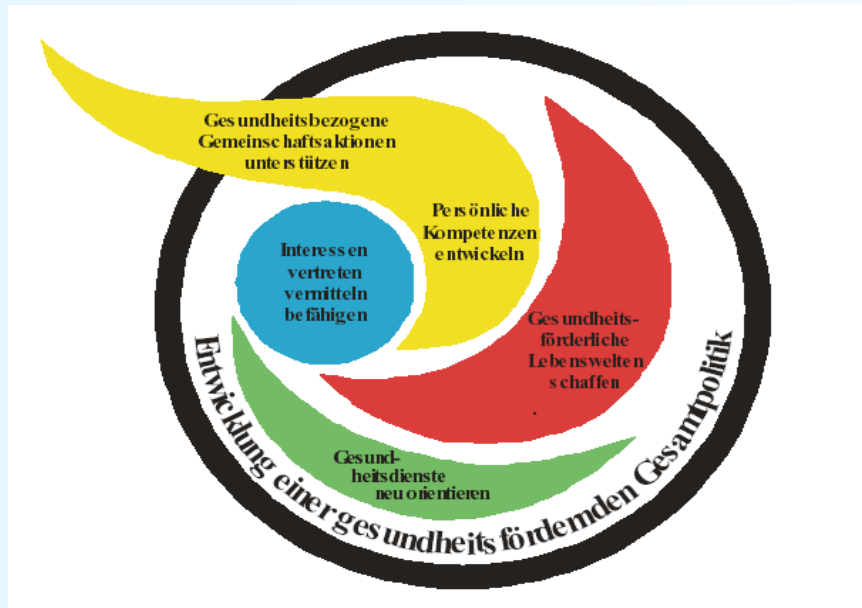 Gesundheitsbezogene
Gemeinschaftsaktionen
unterstützen
Persönliche
Kompetenzen
entwickeln
Interessen
vertreten
vermitteln
befähigen
Gesundheits-
förderliche
Lebenswelten
schaffen
Gesund-
heitsdienste
neu orientieren
Entwicklung einer gesundheitsfördernden Gesamtpolitik